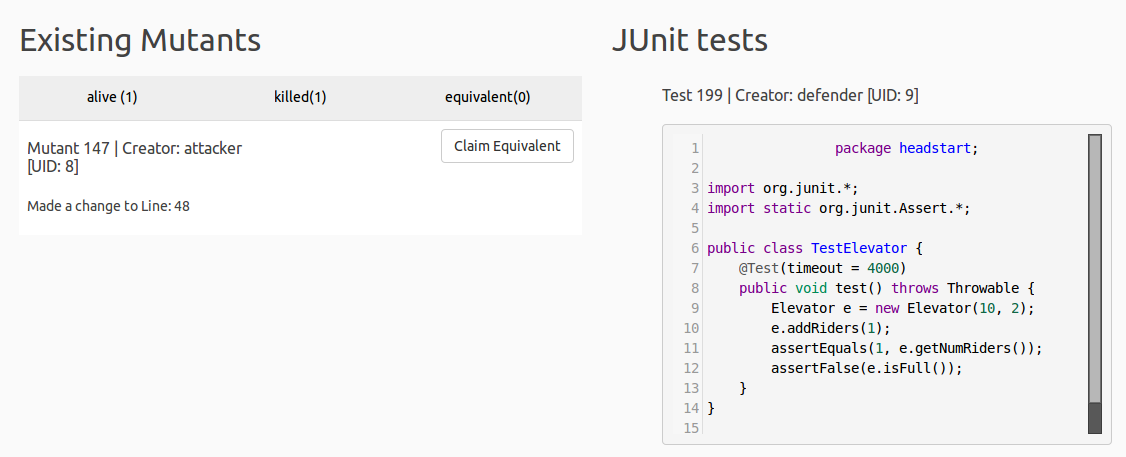 Existing Mutants
alive (1) killed(1) equivalent(0)
Mutant 147 | Creator: attacker
[UID: 8]
Claim Equivalent
Made a change to Line: 48
JUnit tests
Test 199 | Creator: defender [UID: 9]
1 package headstart;
2
3 import org.junit.*;
4 import static org.junit.Assert.*;
5
6 public class TestElevator {
7 @Test(timeout = 4000)
8 public void test() throws Throwable {
9 Elevator e = new Elevator(10, 2);
10 e.addRiders(1);
11 assertEquals(1, e.getNumRiders());
12 assertFalse(e.isFull());
13 }
14 }
15